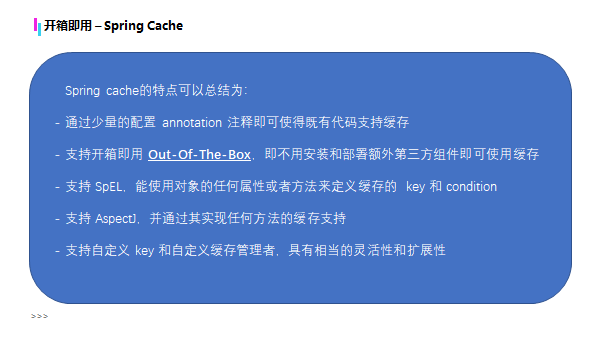 开箱即用 – Spring Cache
Spring cache的特点可以总结为：
- 通过少量的配置 annotation 注释即可使得既有代码支持缓存
- 支持开箱即用 Out-Of-The-Box，即不用安装和部署额外第三方组件即可使用缓存
- 支持 SpEL，能使用对象的任何属性或者方法来定义缓存的 key 和 condition
- 支持 AspectJ，并通过其实现任何方法的缓存支持
- 支持自定义 key 和自定义缓存管理者，具有相当的灵活性和扩展性
>>>